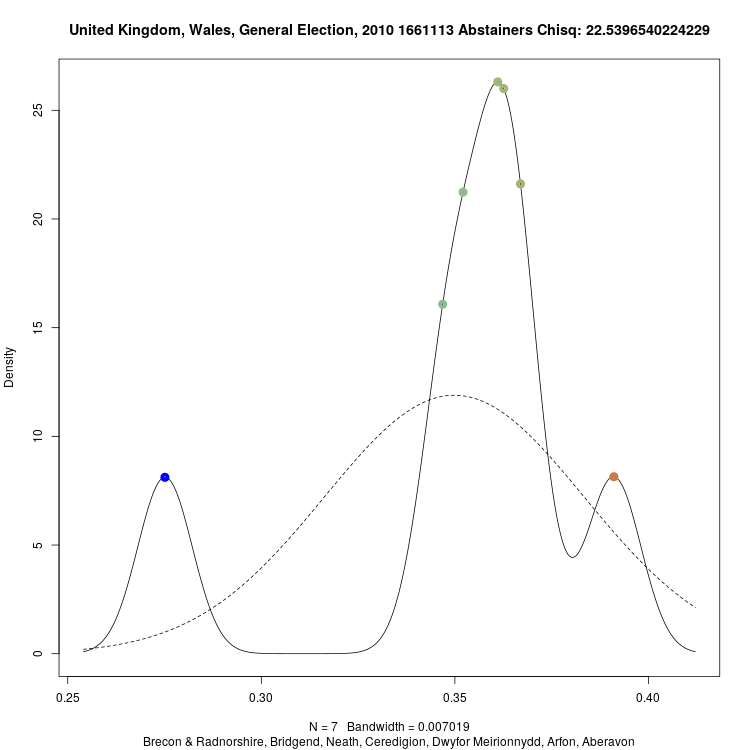 United Kingdom, Wales, General Election, 2010 1661113 Abstainers Chisq: 22.5396540224229
25
20
15
10
5
0
Density
0.25 0.30 0.35 0.40
N = 7 Bandwidth = 0.007019
Brecon & Radnorshire, Bridgend, Neath, Ceredigion, Dwyfor Meirionnydd, Arfon, Aberavon